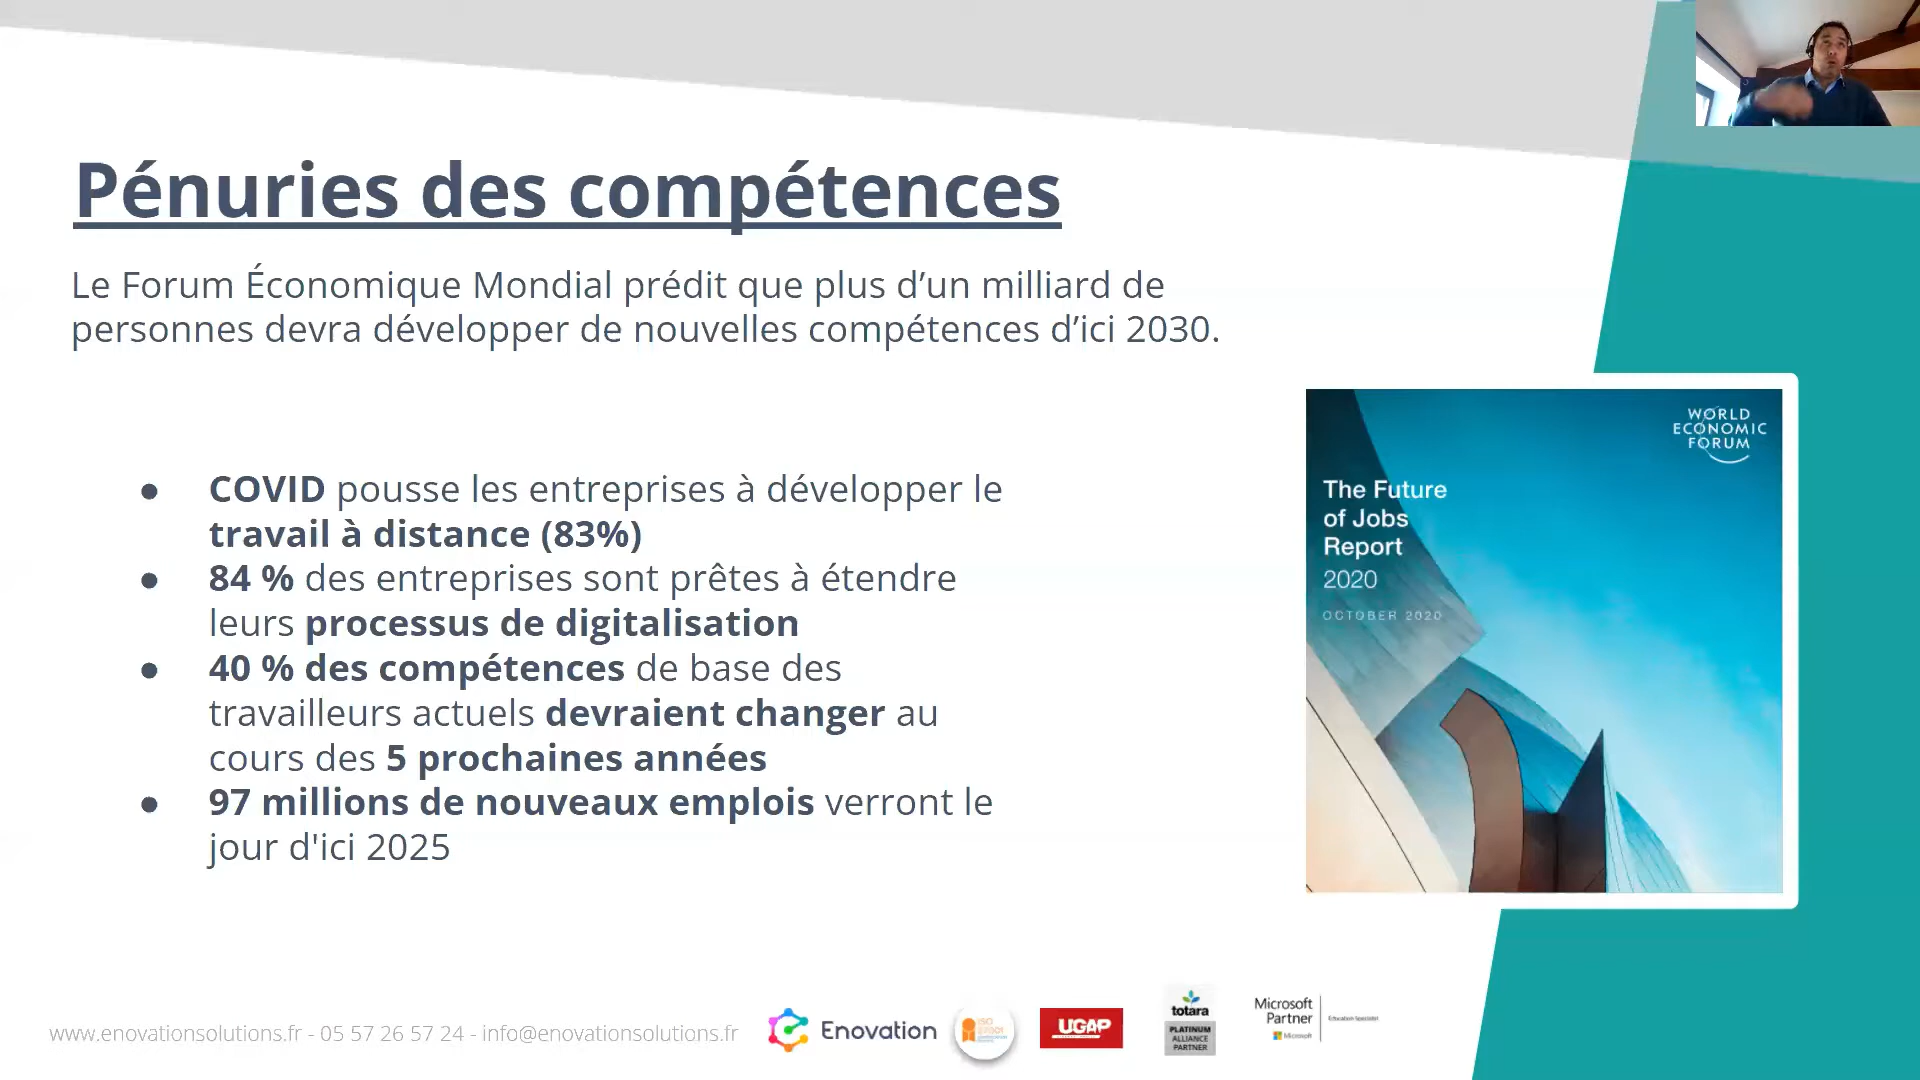 Pénuries des compétences
Le Forum Économique Mondial prédit que plus d’un milliard de
personnes devra développer de nouvelles compétences d’ici 2030.
● COVID pousse les entreprises à développer le
travail à distance (83%)
● 84 % des entreprises sont prêtes à étendre
leurs processus de digitalisation
● 40 % des compétences de base des
travailleurs actuels devraient changer au
cours des 5 prochaines années
● 97 millions de nouveaux emplois verront le
jour d'ici 2025
WORLD
ECONOMIC
FORUM
The Future
of Jobs
Report
2020
OCTOBER 2020
www.enovationsolutions.fr - 05 57 26 57 24 - info@enovationsolutions.fr
Enovation
ISO
UGAP
totara
PLATINUM
ALLIANCE
PARTNER
Microsoft
Partner
Microsoft
Education Specialist